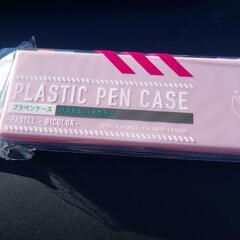 PLASTIC PEN CASE
プラペンケース パステル バイカラー
-PASTEL - BICOLOR-